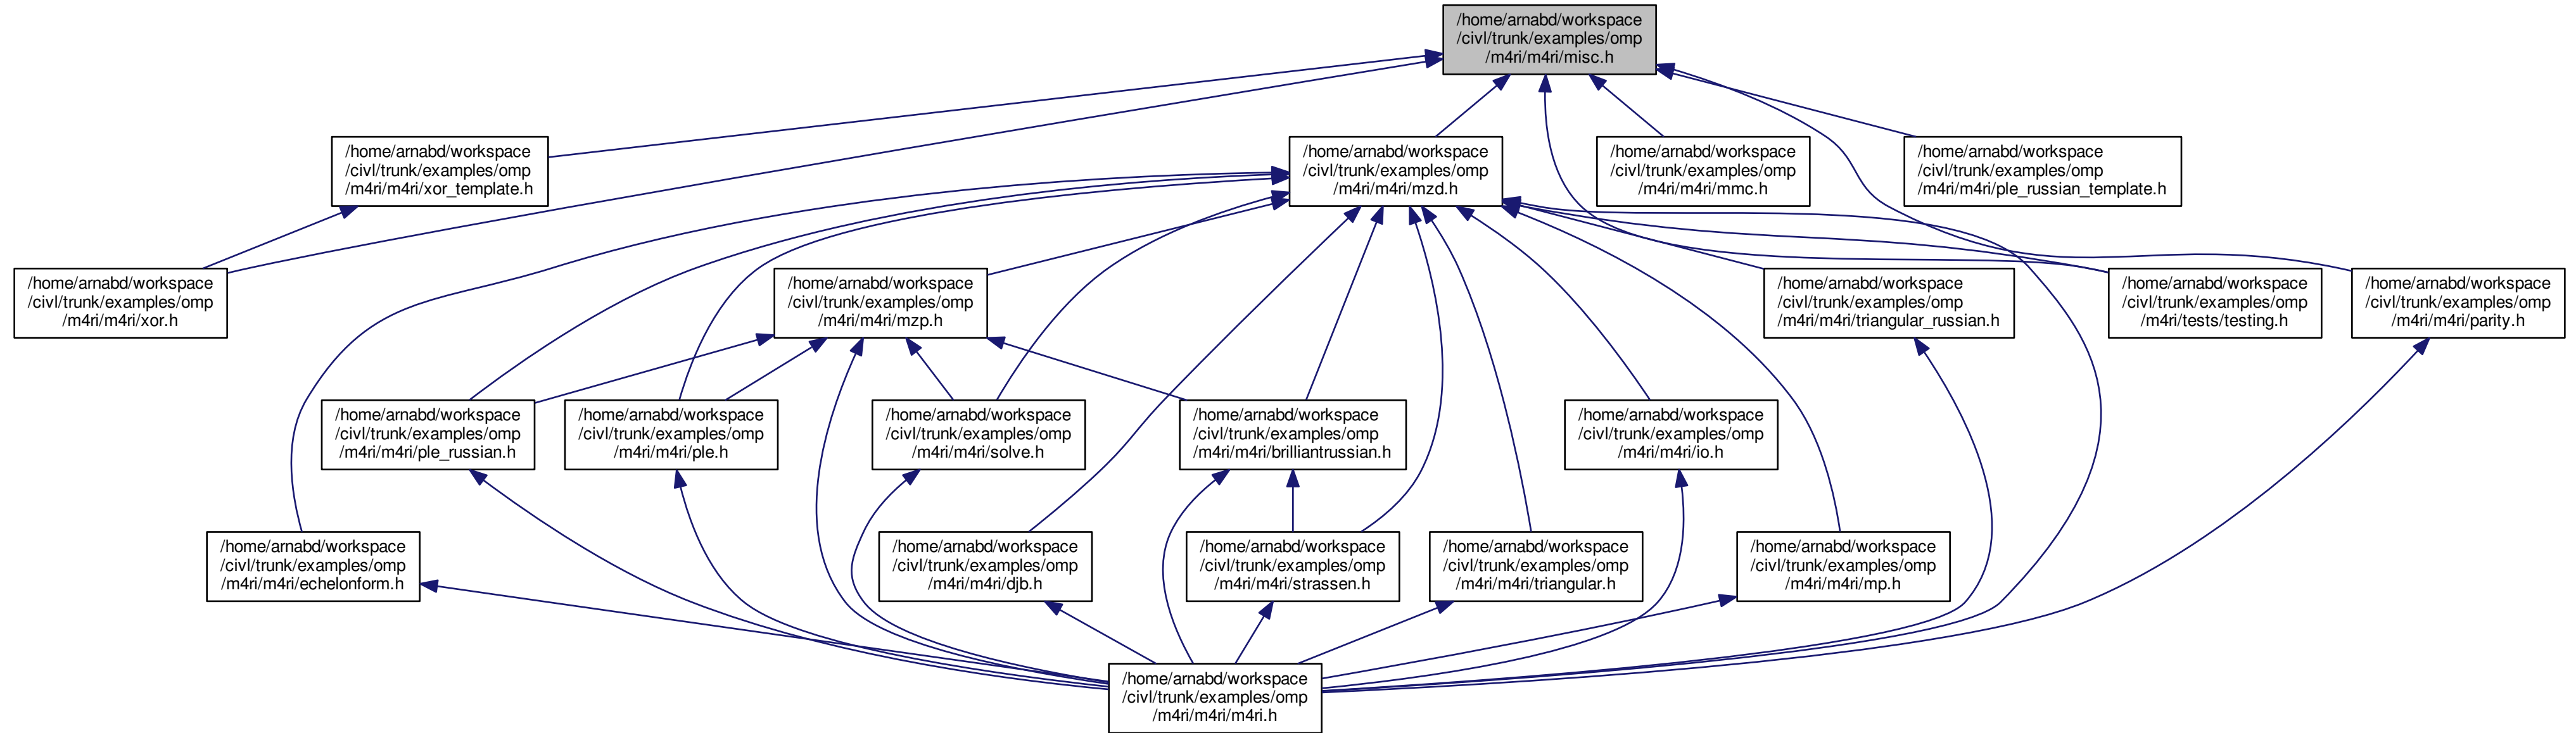 /home/arnabd/workspace
/civl/trunk/examples/omp
/m4ri/m4ri/misc.h
/home/arnabd/workspace
/civl/trunk/examples/omp
/m4ri/m4ri/xor_template.h
/home/arnabd/workspace
/civl/trunk/examples/omp
/m4ri/m4ri/mzd.h
/home/arnabd/workspace
/civl/trunk/examples/omp
/m4ri/m4ri/mmc.h
/home/arnabd/workspace
/civl/trunk/examples/omp
/m4ri/m4ri/ple_russian_template.h
/home/arnabd/workspace
/civl/trunk/examples/omp
/m4ri/m4ri/xor.h
/home/arnabd/workspace
/civl/trunk/examples/omp
/m4ri/m4ri/mzp.h
/home/arnabd/workspace
/civl/trunk/examples/omp
/m4ri/m4ri/triangular_russian.h
/home/arnabd/workspace
/civl/trunk/examples/omp
/m4ri/tests/testing.h
/home/arnabd/workspace
/civl/trunk/examples/omp
/m4ri/m4ri/parity.h
/home/arnabd/workspace
/civl/trunk/examples/omp
/m4ri/m4ri/ple_russian.h
/home/arnabd/workspace
/civl/trunk/examples/omp
/m4ri/m4ri/ple.h
/home/arnabd/workspace
/civl/trunk/examples/omp
/m4ri/m4ri/solve.h
/home/arnabd/workspace
/civl/trunk/examples/omp
/m4ri/m4ri/brilliantrussian.h
/home/arnabd/workspace
/civl/trunk/examples/omp
/m4ri/m4ri/io.h
/home/arnabd/workspace
/civl/trunk/examples/omp
/m4ri/m4ri/echelonform.h
/home/arnabd/workspace
/civl/trunk/examples/omp
/m4ri/m4ri/djb.h
/home/arnabd/workspace
/civl/trunk/examples/omp
/m4ri/m4ri/strassen.h
/home/arnabd/workspace
/civl/trunk/examples/omp
/m4ri/m4ri/triangular.h
/home/arnabd/workspace
/civl/trunk/examples/omp
/m4ri/m4ri/mp.h
/home/arnabd/workspace
/civl/trunk/examples/omp
/m4ri/m4ri/m4ri.h